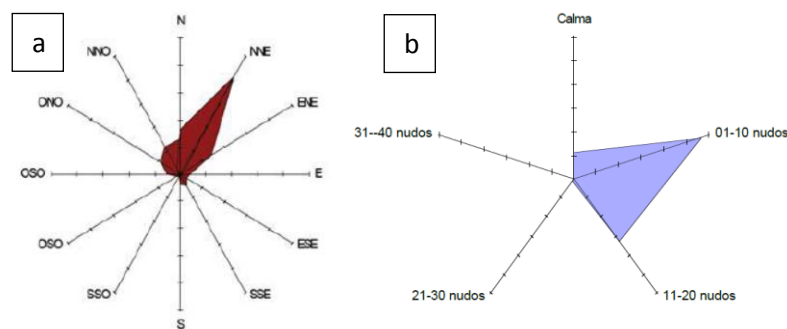 a
N
NNE
ENE
E
ESE
SSE
S
SSO
OSO
OSO
ONO
NNO
b
Calma
01-10 nudos
11-20 nudos
21-30 nudos
31--40 nudos